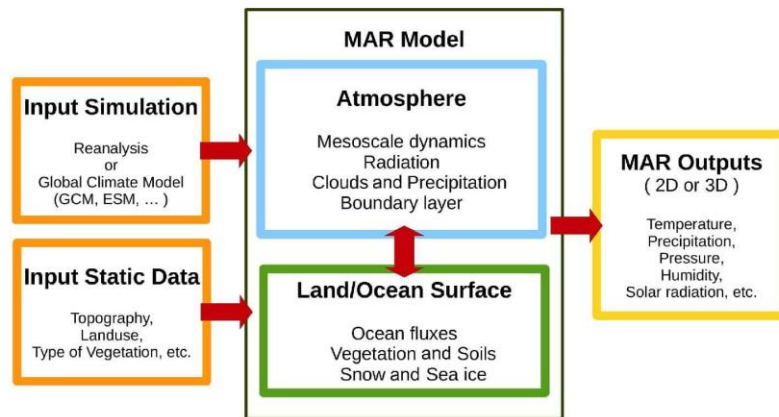 Input Simulation
Reanalysis
or
Global Climate Model
(GCM, ESM, ... )
Input Static Data
Topography,
Landuse,
Type of Vegetation, etc.
MAR Model
Atmosphere
Mesoscale dynamics
Radiation
Clouds and Precipitation
Boundary layer
Land/Ocean Surface
Ocean fluxes
Vegetation and Soils
Snow and Sea ice
MAR Outputs
( 2D or 3D )
Temperature,
Precipitation,
Pressure,
Humidity,
Solar radiation, etc.